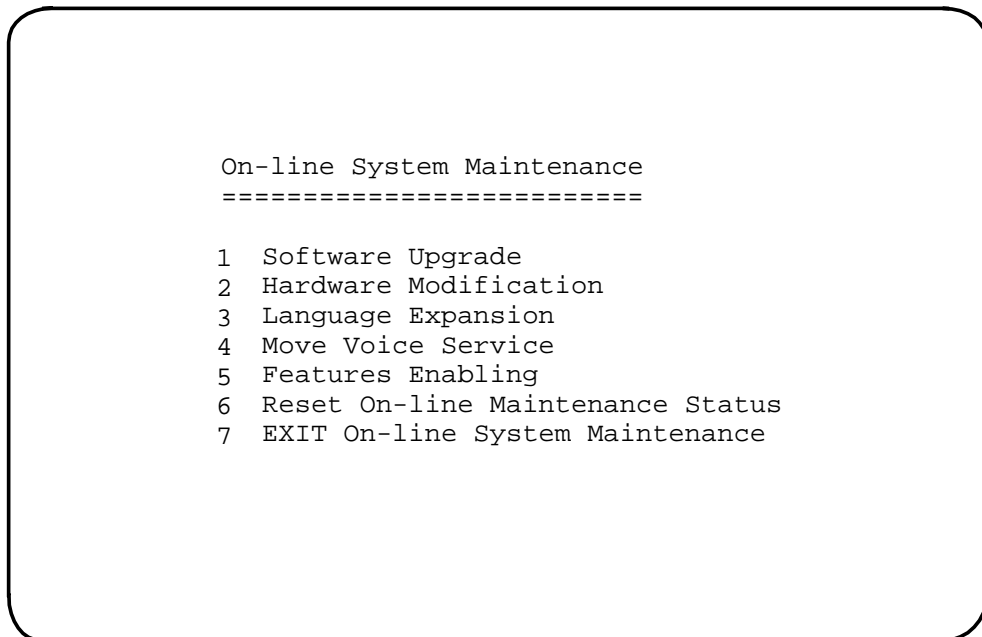 On-line System Maintenance
==========================
1 Software Upgrade
2 Hardware Modification
3 Language Expansion
4 Move Voice Service
5 Features Enabling
6 Reset On-line Maintenance Status
7 EXIT On-line System Maintenance